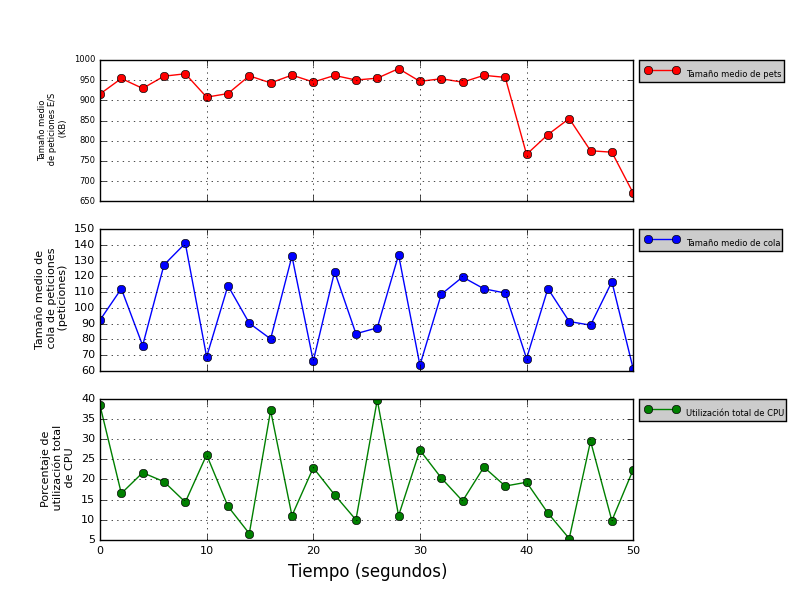 1000
950
900
850
800
750
700
650
Tamaño medio
de peticiones E/S
(KB)
Tamaño medio de pets
150
140
130
120
110
100
90
80
70
60
Tamaño medio de
cola de peticiones
(peticiones)
Tamaño medio de cola
40
35
30
25
20
15
10
5
Porcentaje de
utilización total
de CPU
Utilización total de CPU
0
10
20
30
40
50
Tiempo (segundos)